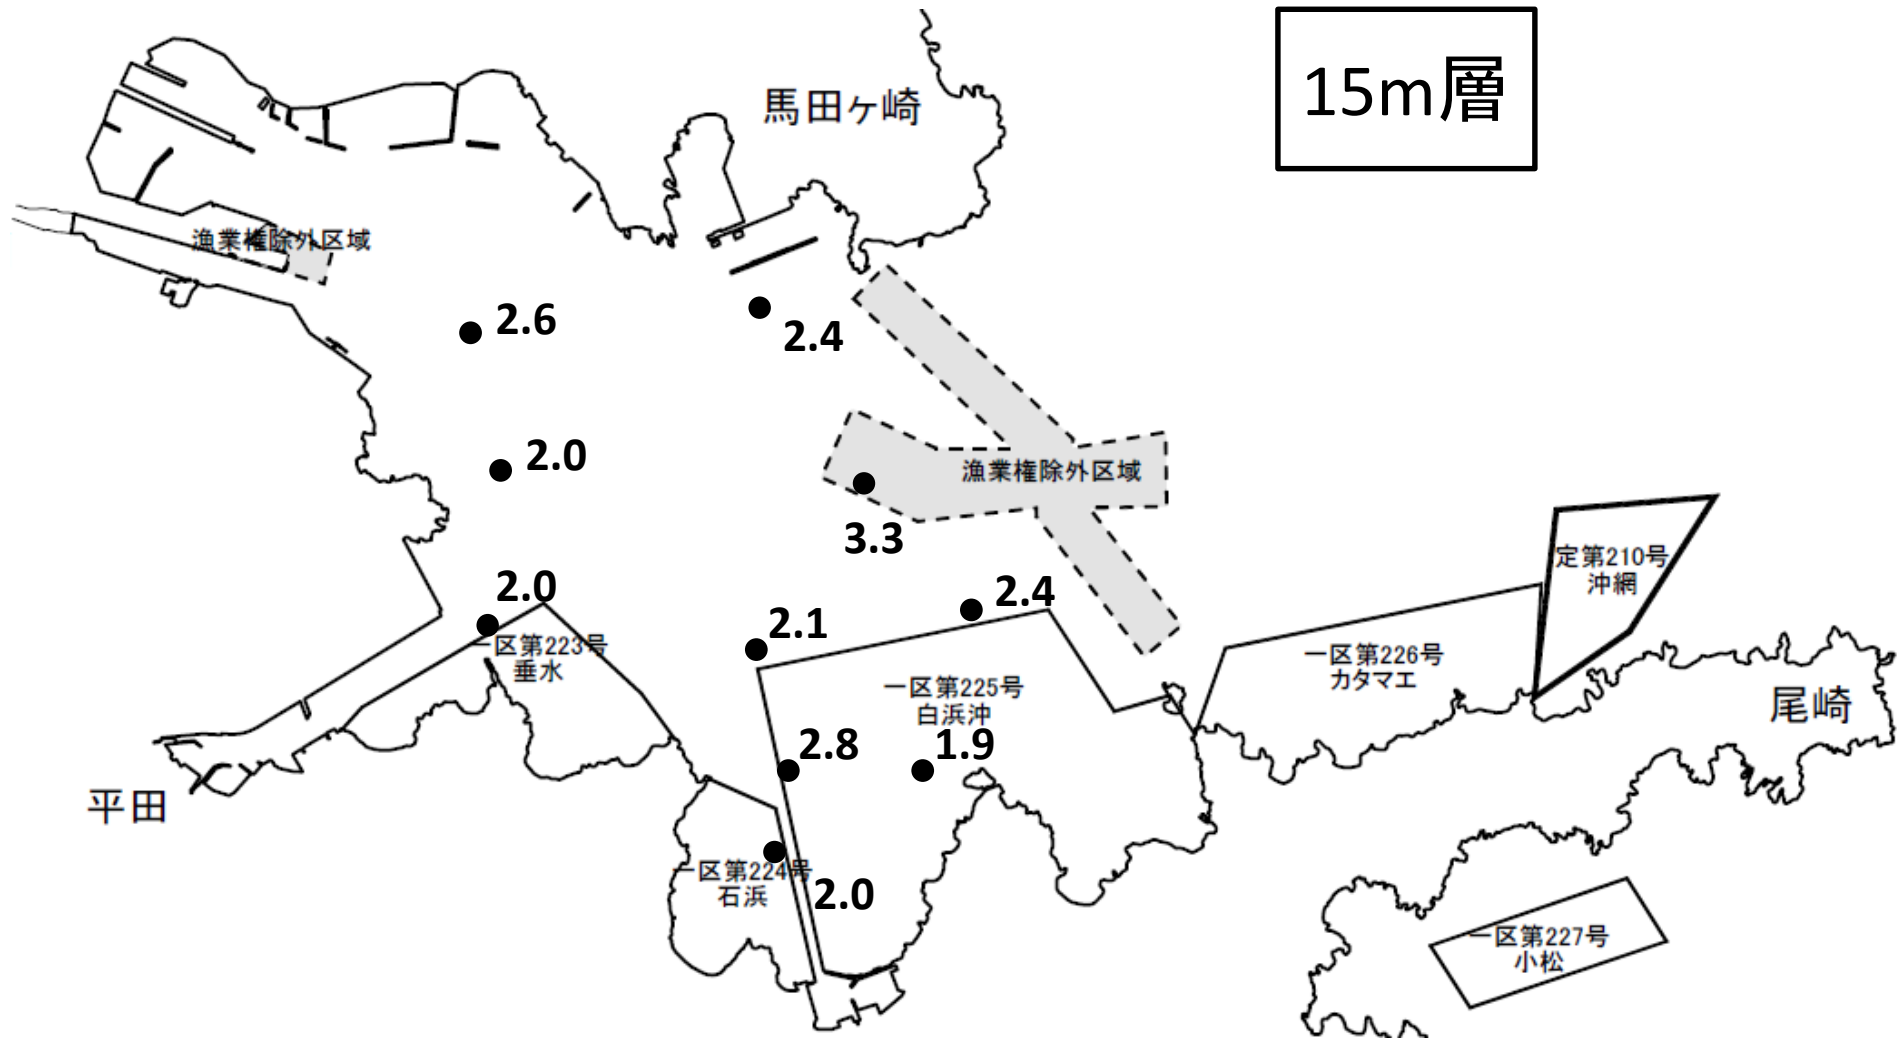 15m層
馬田ヶ崎
漁業権除外区域
2.6
2.4
2.0
漁業権除外区域
3.3
定第210号
沖網
2.0
2.4
2.1
一区第223号
垂水
一区第226号
カタマエ
一区第225号
白浜沖
尾崎
2.8
1.9
平田
一区第224号
石浜
2.0
一区第227号
小松